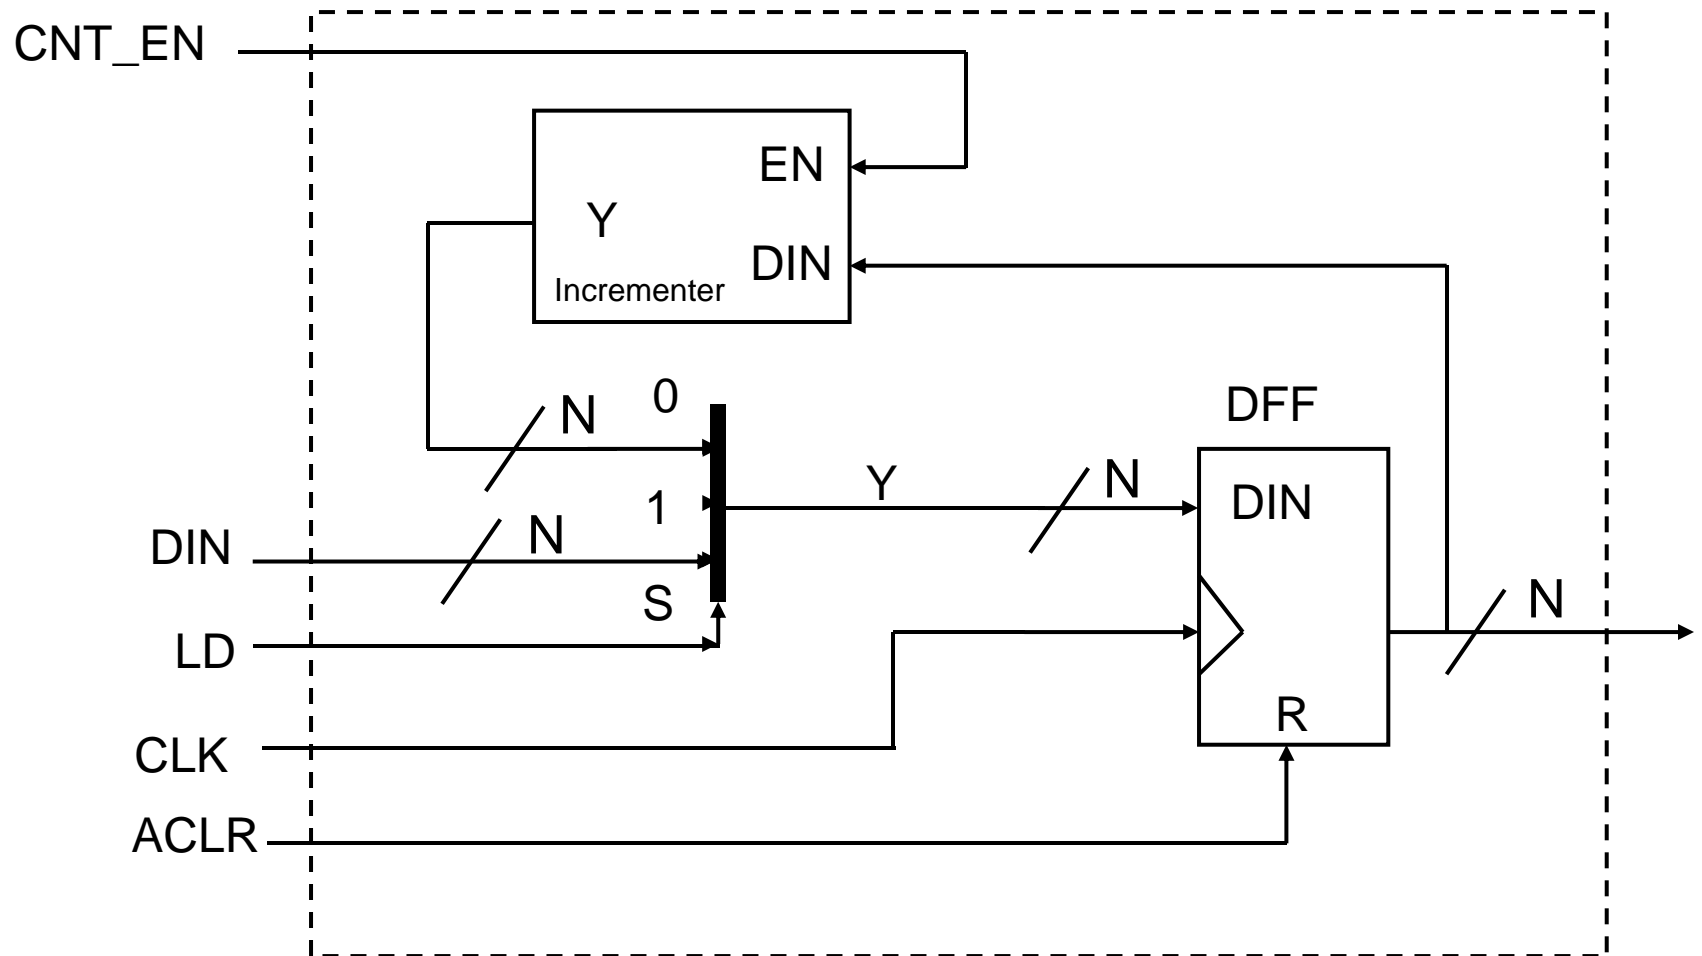 CNT_EN
EN
Y
DIN
Incrementer
0
N
DFF
1
Y
N
DIN
DIN
N
S
N
LD
R
CLK
ACLR